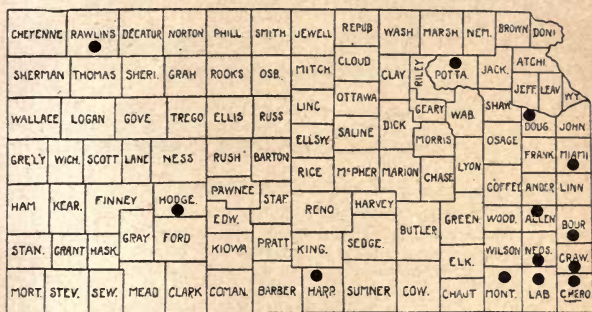 CHEYENNE RAWLINS DECATUR NORTON PHILL SMITH JEWELL REPUB WASH MARSH NEM. BROWN DONI
SHERMAN THOMAS SHERI. GRAH ROOKS OSB. MITCH. CLOUD CLAY RILEY POTTA. JACK. ATCHI
JEFF. LEAV WY.
WALLACE LOGAN GOVE TREGO ELLIS RUSS LINC OTTAWA DICK GEARY WAB. SHAW. DOUG JOHN
ELLSW. SALINE MORRIS OSAGE
GRE'LY WICH. SCOTT LANE NESS RUSH BARTON RICE McPHER MARION CHASE LYON FRANK. MIAMI
HAM KEAR. FINNEY HODGE. PAWNEE STAF. RENO HARVEY COFFEE ANDER LINN
EDW. BUTLER GREEN WOOD. ALLEN BOUR
STAN. GRANT HASK. GRAY FORD KIOWA PRATT KING. SEDGE. ELK. WILSON NEOS. CRAW.
MORT. STEV. SEW. MEAD CLARK COMAN. BARBER HARP. SUMNER COW. CHAUT MONT. LAB CHERO